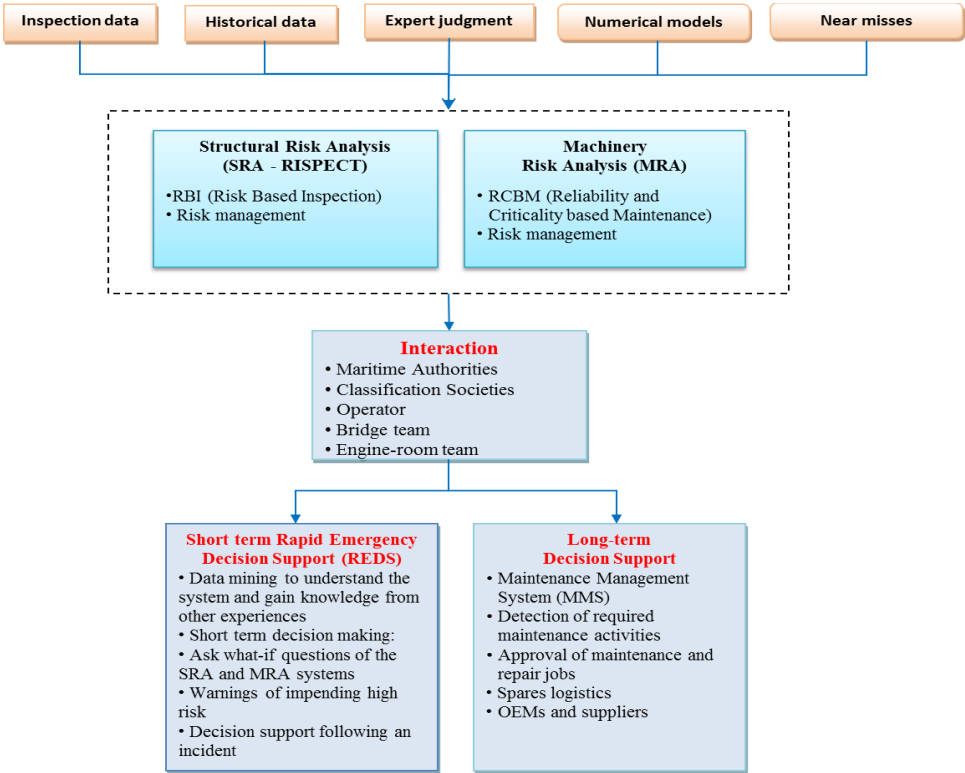 Inspection data
Historical data
Expert judgment
Numerical models
Near misses
Structural Risk Analysis
(SRA - RISPECT)
•RBI (Risk Based Inspection)
• Risk management
Machinery
Risk Analysis (MRA)
• RCBM (Reliability and
Criticality based Maintenance)
• Risk management
Interaction
• Maritime Authorities
• Classification Societies
• Operator
• Bridge team
• Engine-room team
Short term Rapid Emergency
Decision Support (REDS)
• Data mining to understand the
system and gain knowledge from
other experiences
• Short term decision making:
• Ask what-if questions of the
SRA and MRA systems
• Warnings of impending high
risk
• Decision support following an
incident
Long-term
Decision Support
• Maintenance Management
System (MMS)
• Detection of required
maintenance activities
• Approval of maintenance and
repair jobs
• Spares logistics
• OEMs and suppliers